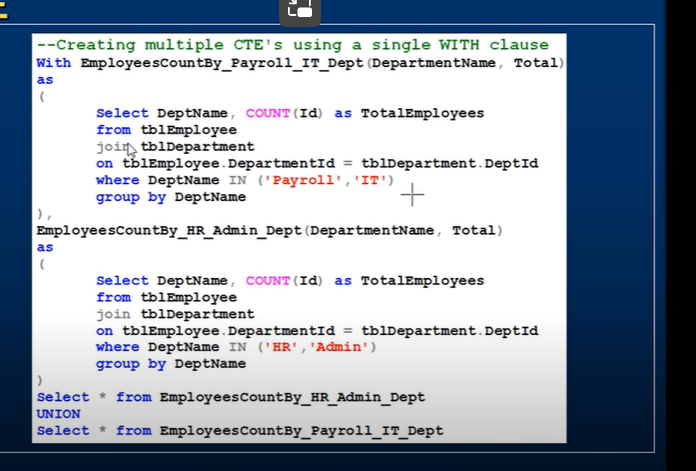 --Creating multiple CTE's using a single WITH clause
With EmployeesCountBy_Payroll_IT_Dept(DepartmentName, Total)
as
(
Select DeptName, COUNT(Id) as TotalEmployees
from tblEmployee
join tblDepartment
on tblEmployee.DepartmentId = tblDepartment.DeptId
where DeptName IN ('Payroll','IT')
group by DeptName
),
EmployeesCountBy_HR_Admin_Dept(DepartmentName, Total)
as
(
Select DeptName, COUNT(Id) as TotalEmployees
from tblEmployee
join tblDepartment
on tblEmployee.DepartmentId = tblDepartment.DeptId
where DeptName IN ('HR','Admin')
group by DeptName
)
Select * from EmployeesCountBy_HR_Admin_Dept
UNION
Select * from EmployeesCountBy_Payroll_IT_Dept